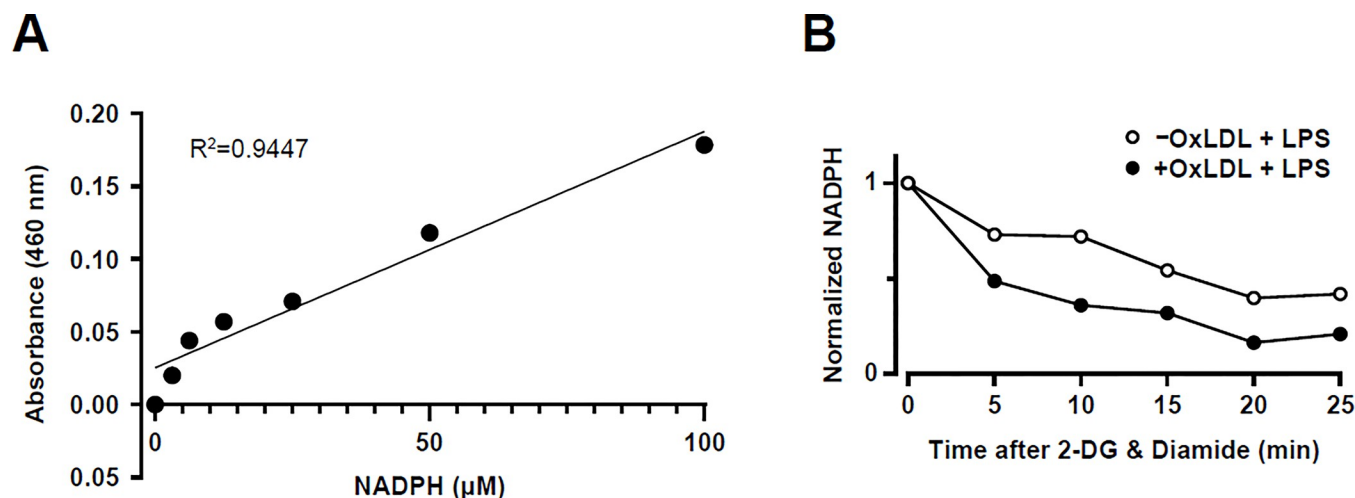 A
B
Absorbance (460 nm)
0.20
0.15
0.10
0.05
0.00
0.05
R²=0.9447
0
50
100
NADPH (µM)
−OxLDL + LPS
+OxLDL + LPS
Normalized NADPH
1
0
0
5
10
15
20
25
Time after 2-DG & Diamide (min)